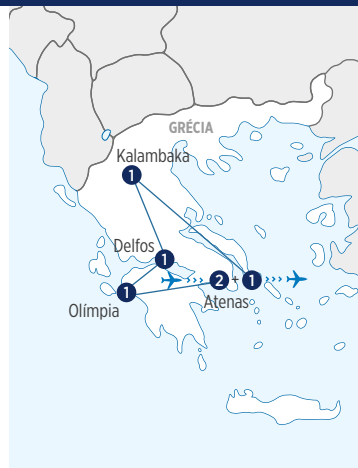 GRÉCIA
Kalambaka
1
Delfos
1
2 + 1
Atenas
1
Olímpia